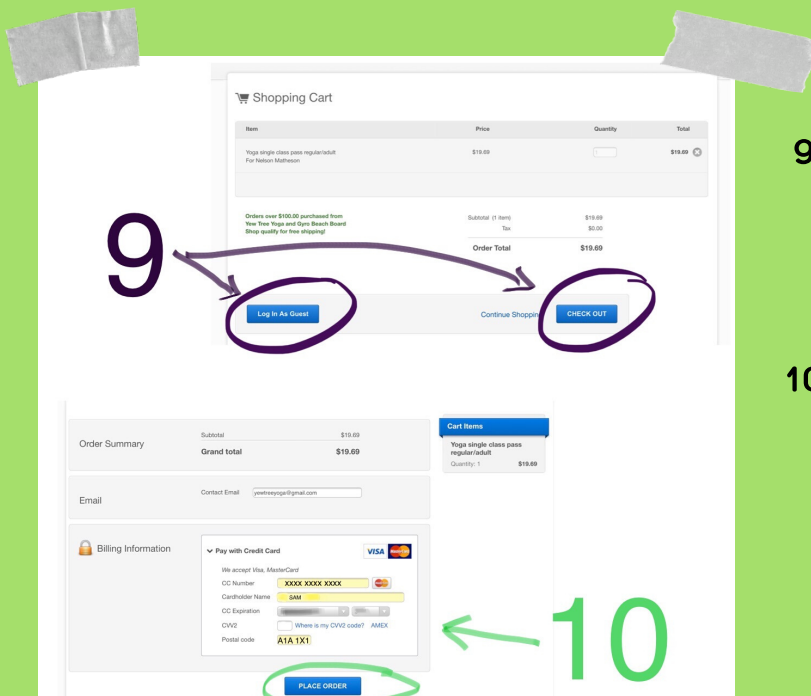 Shopping Cart
Item Price Quantity Total
Yoga single class pass regular/adult $19.69 1 $19.69
For Nelson Matheson
Orders over $100.00 purchased from
Yew Tree Yoga and Gyro Beach Board
Shop qualify for free shipping!
Subtotal (1 item) $19.69
Tax $0.00
Order Total $19.69
9
Log In As Guest Continue Shoppin CHECK OUT
9
10
Order Summary
Subtotal $19.69
Grand total $19.69
Cart Items
Yoga single class pass
regular/adult
Quantity: 1 $19.69
Email
Contact Email yewtreeyoga@gmail.com
Billing Information
Pay with Credit Card VISA MasterCard
We accept Visa, MasterCard
CC Number XXXX XXXX XXXX
Cardholder Name SAM
CC Expiration
CVV2 Where is my CVV2 code? AMEX
Postal code A1A 1X1
10
PLACE ORDER